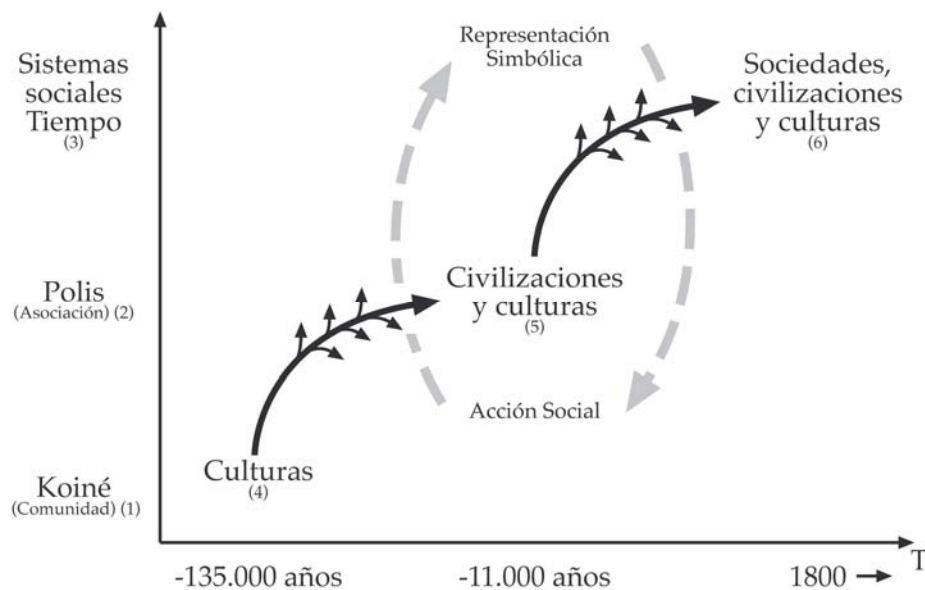 Representación
Simbólica
Sistemas
sociales
Tiempo
(3)
Sociedades,
civilizaciones
y culturas
(6)
Polis
(Asociación) (2)
Civilizaciones
y culturas
(5)
Acción Social
Culturas
(4)
Koiné
(Comunidad) (1)
T
-135.000 años
-11.000 años
1800